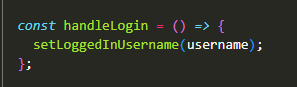 const handleLogin = () => {
  setLoggedInUsername(username);
};